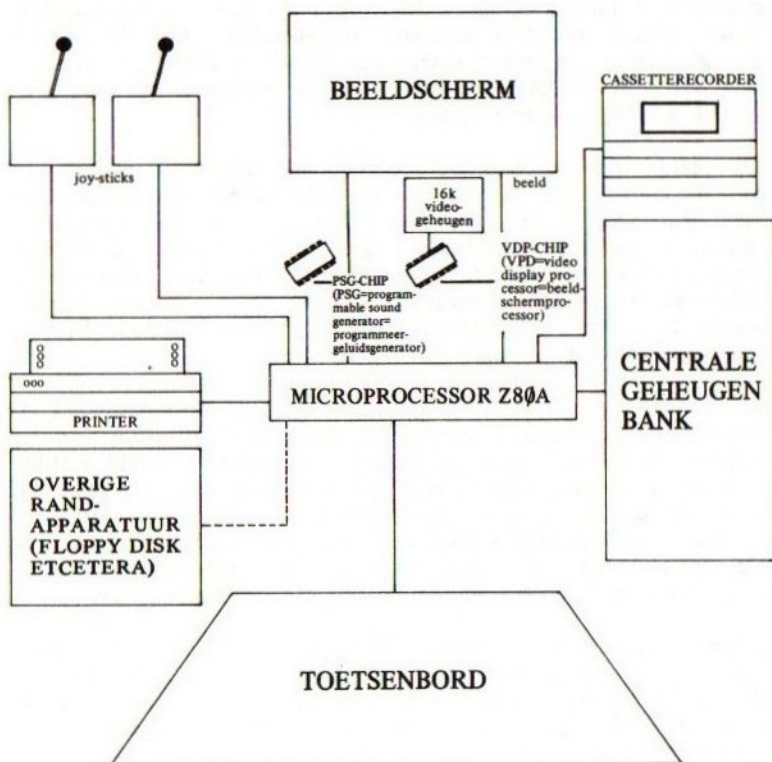 BEELDSCHERM
CASSETTERECORDER
joy-sticks
beeld
16k
video-
geheugen
PSG-CHIP
(PSG=program-
mable sound
generator=
programmeer-
geluidsgenerator)
VDP-CHIP
(VPD=video
display pro-
cessor=beeld-
schermpro-
cessor)
ooo
PRINTER
MICROPROCESSOR Z80A
CENTRALE
GEHEUGEN
BANK
OVERIGE
RAND-
APPARATUUR
(FLOPPY DISK
ETCETERA)
TOETSENBORD